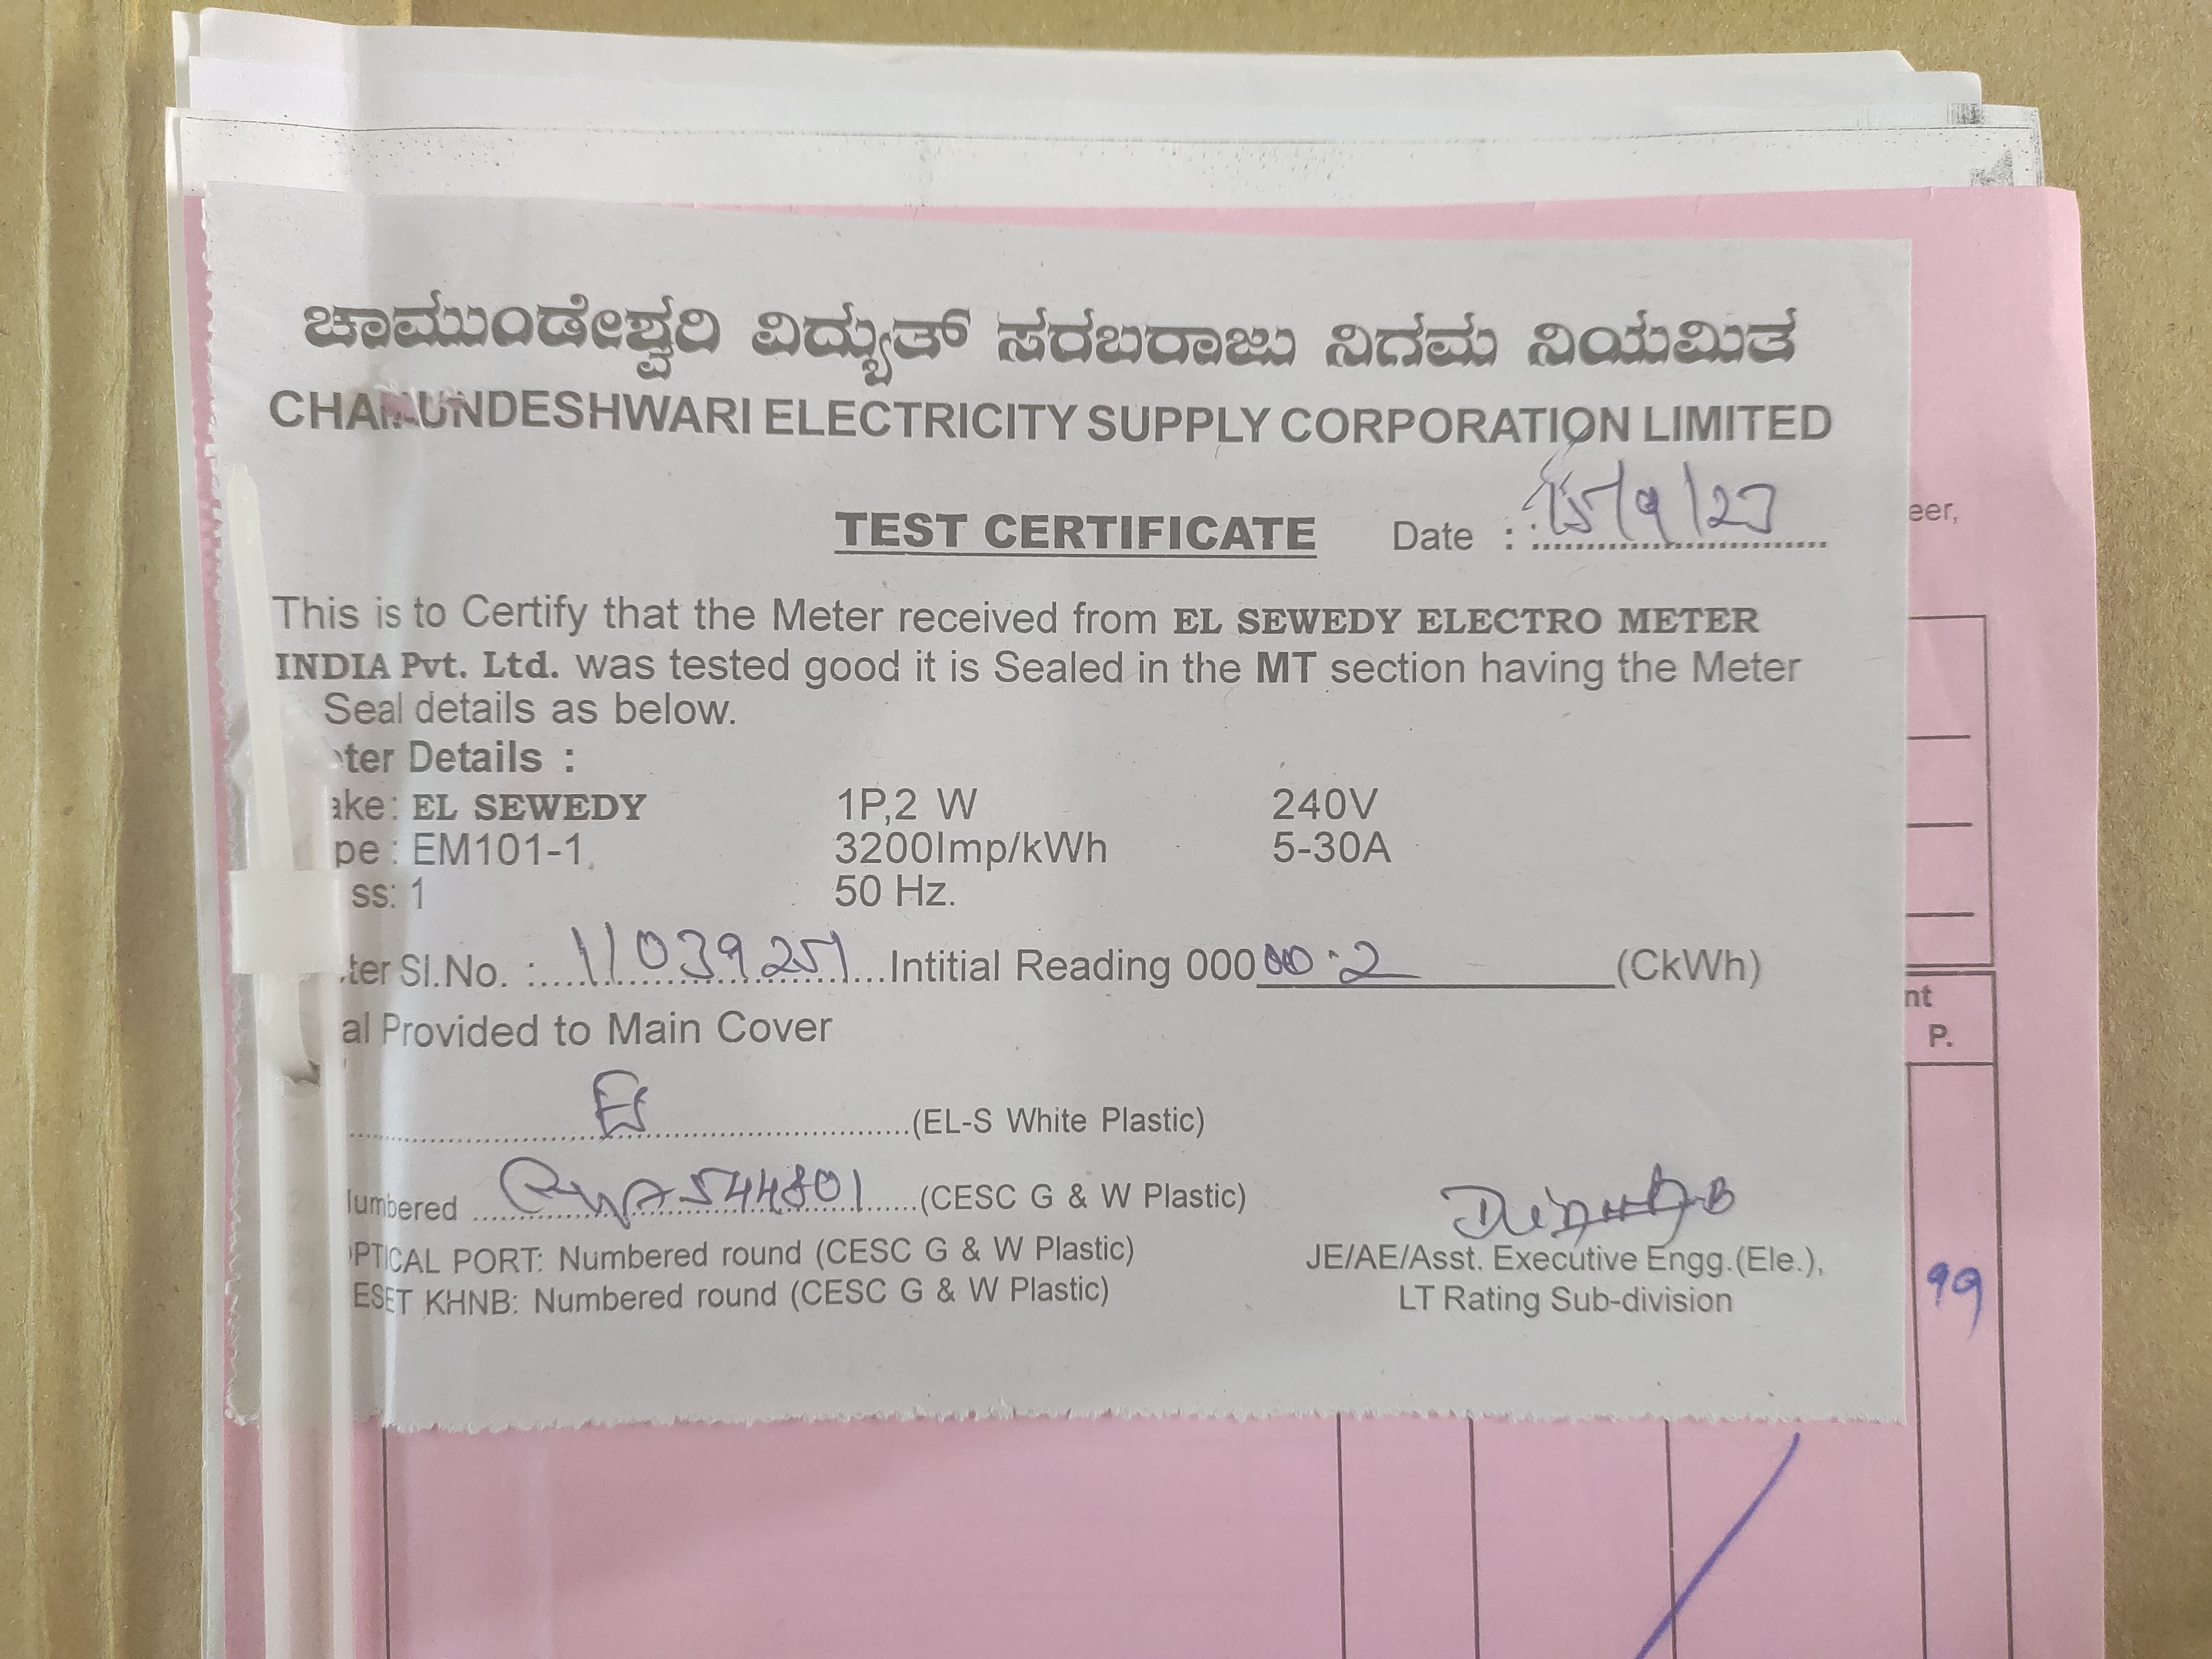 ಚಾಮುಂಡೇಶ್ವರಿ ವಿದ್ಯುತ್ ಸರಬರಾಜು ನಿಗಮ ನಿಯಮಿತ
CHAMUNDESHWARI ELECTRICITY SUPPLY CORPORATION LIMITED
TEST CERTIFICATE Date : 15/9/23
eer,
This is to Certify that the Meter received from EL SEWEDY ELECTRO METER
INDIA Pvt. Ltd. was tested good it is Sealed in the MT section having the Meter
Seal details as below.
ter Details :
ake: EL SEWEDY 1P,2 W 240V
pe : EM101-1 3200Imp/kWh 5-30A
ss: 1 50 Hz.
ter Sl.No. : 11039251 Intitial Reading 00000.2 (CkWh)
nt
P.
al Provided to Main Cover
ES (EL-S White Plastic)
umbered 544801 (CESC G & W Plastic)
PTICAL PORT: Numbered round (CESC G & W Plastic)
ESET KHNB: Numbered round (CESC G & W Plastic)
JE/AE/Asst. Executive Engg.(Ele.),
LT Rating Sub-division
99